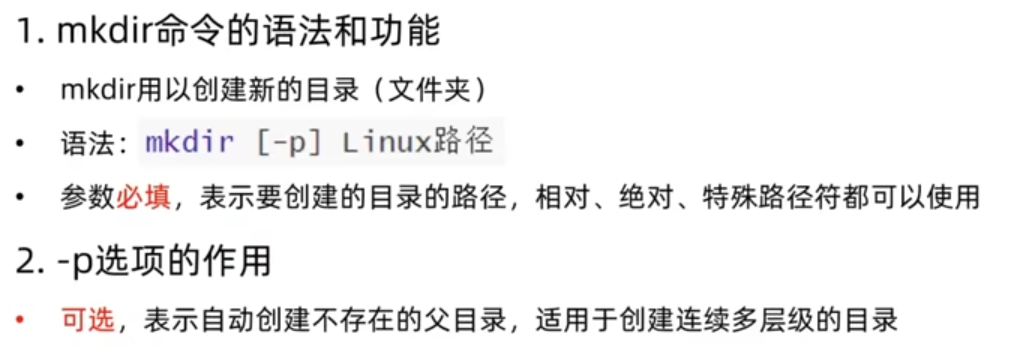 1. mkdir命令的语法和功能
• mkdir用以创建新的目录（文件夹）
• 语法：mkdir [-p] Linux路径
• 参数必填，表示要创建的目录的路径，相对、绝对、特殊路径符都可以使用
2. -p选项的作用
• 可选，表示自动创建不存在的父目录，适用于创建连续多层级的目录